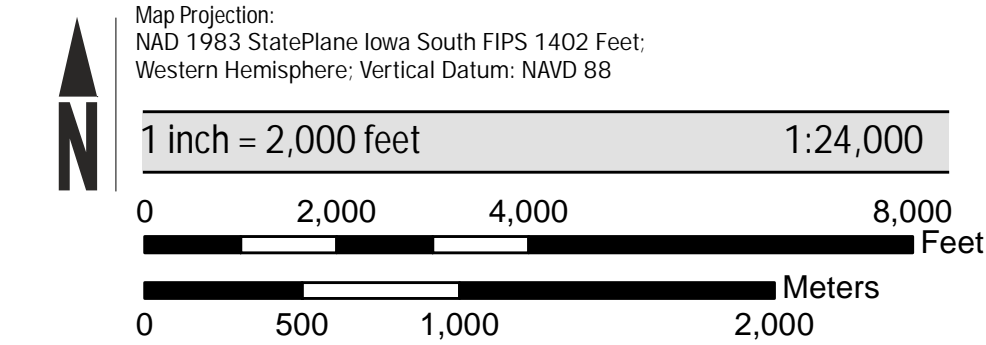 Map Projection:
NAD 1983 StatePlane Iowa South FIPS 1402 Feet;
Western Hemisphere; Vertical Datum: NAVD 88
N
1 inch = 2,000 feet 1:24,000
0 2,000 4,000 8,000
Feet
Meters
0 500 1,000 2,000